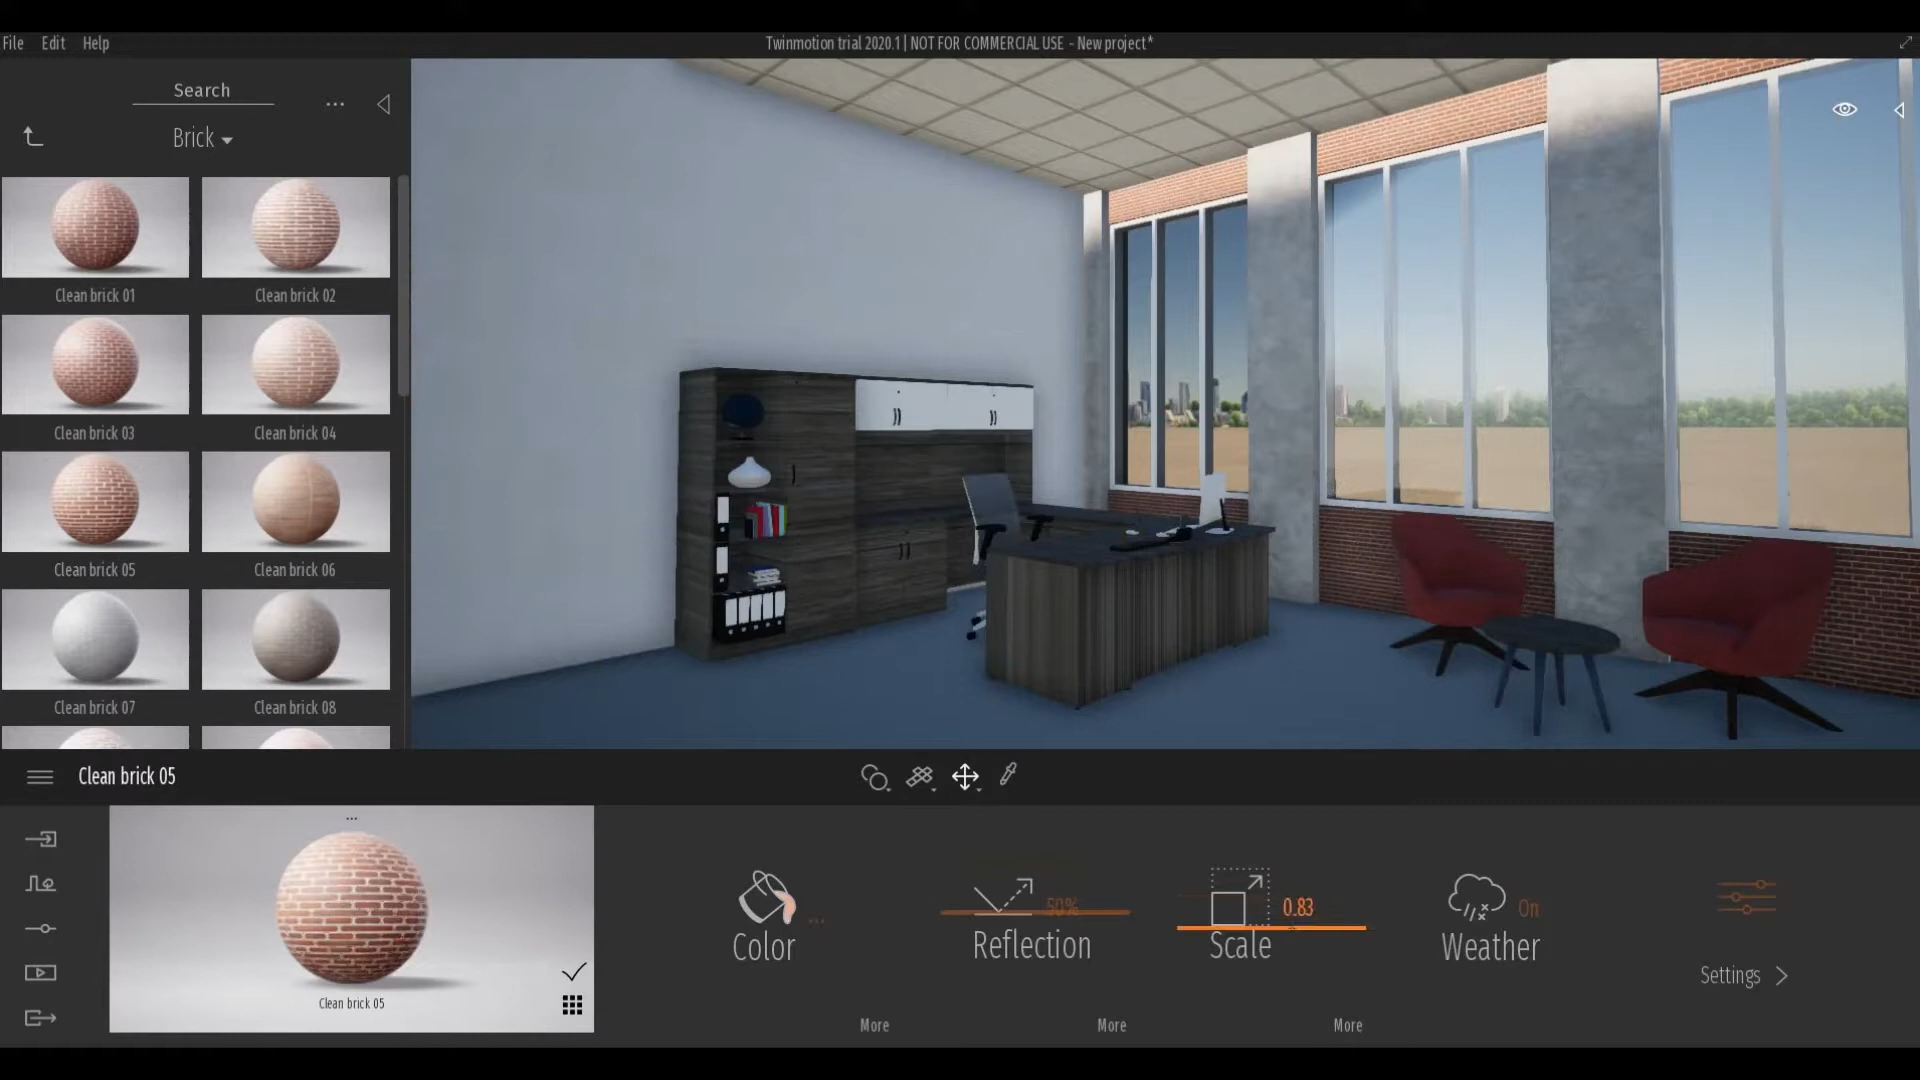 File Edit Help
Twinmotion trial 2020.1 | NOT FOR COMMERCIAL USE - New project*
Search
...
Brick
Clean brick 01
Clean brick 02
Clean brick 03
Clean brick 04
Clean brick 05
Clean brick 06
Clean brick 07
Clean brick 08
Clean brick 05
...
Clean brick 05
Color
...
More
50%
Reflection
More
0.83
Scale
More
On
Weather
Settings